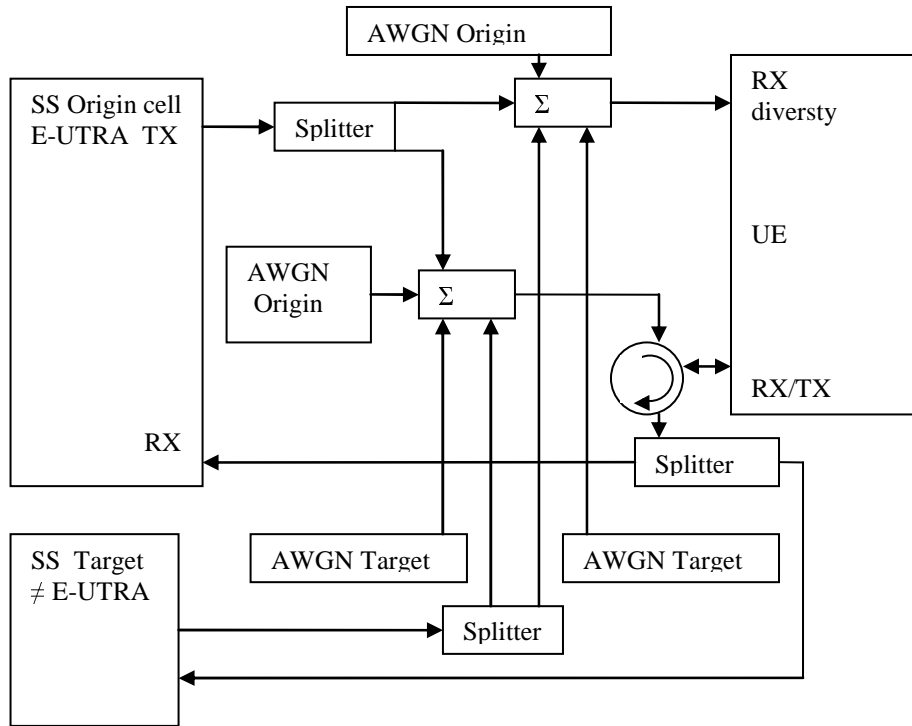 AWGN Origin
SS Origin cell
E-UTRA TX
RX
Splitter
Σ
RX
diversty
UE
RX/TX
AWGN
Origin
Σ
Splitter
AWGN Target
AWGN Target
SS Target
≠ E-UTRA
Splitter